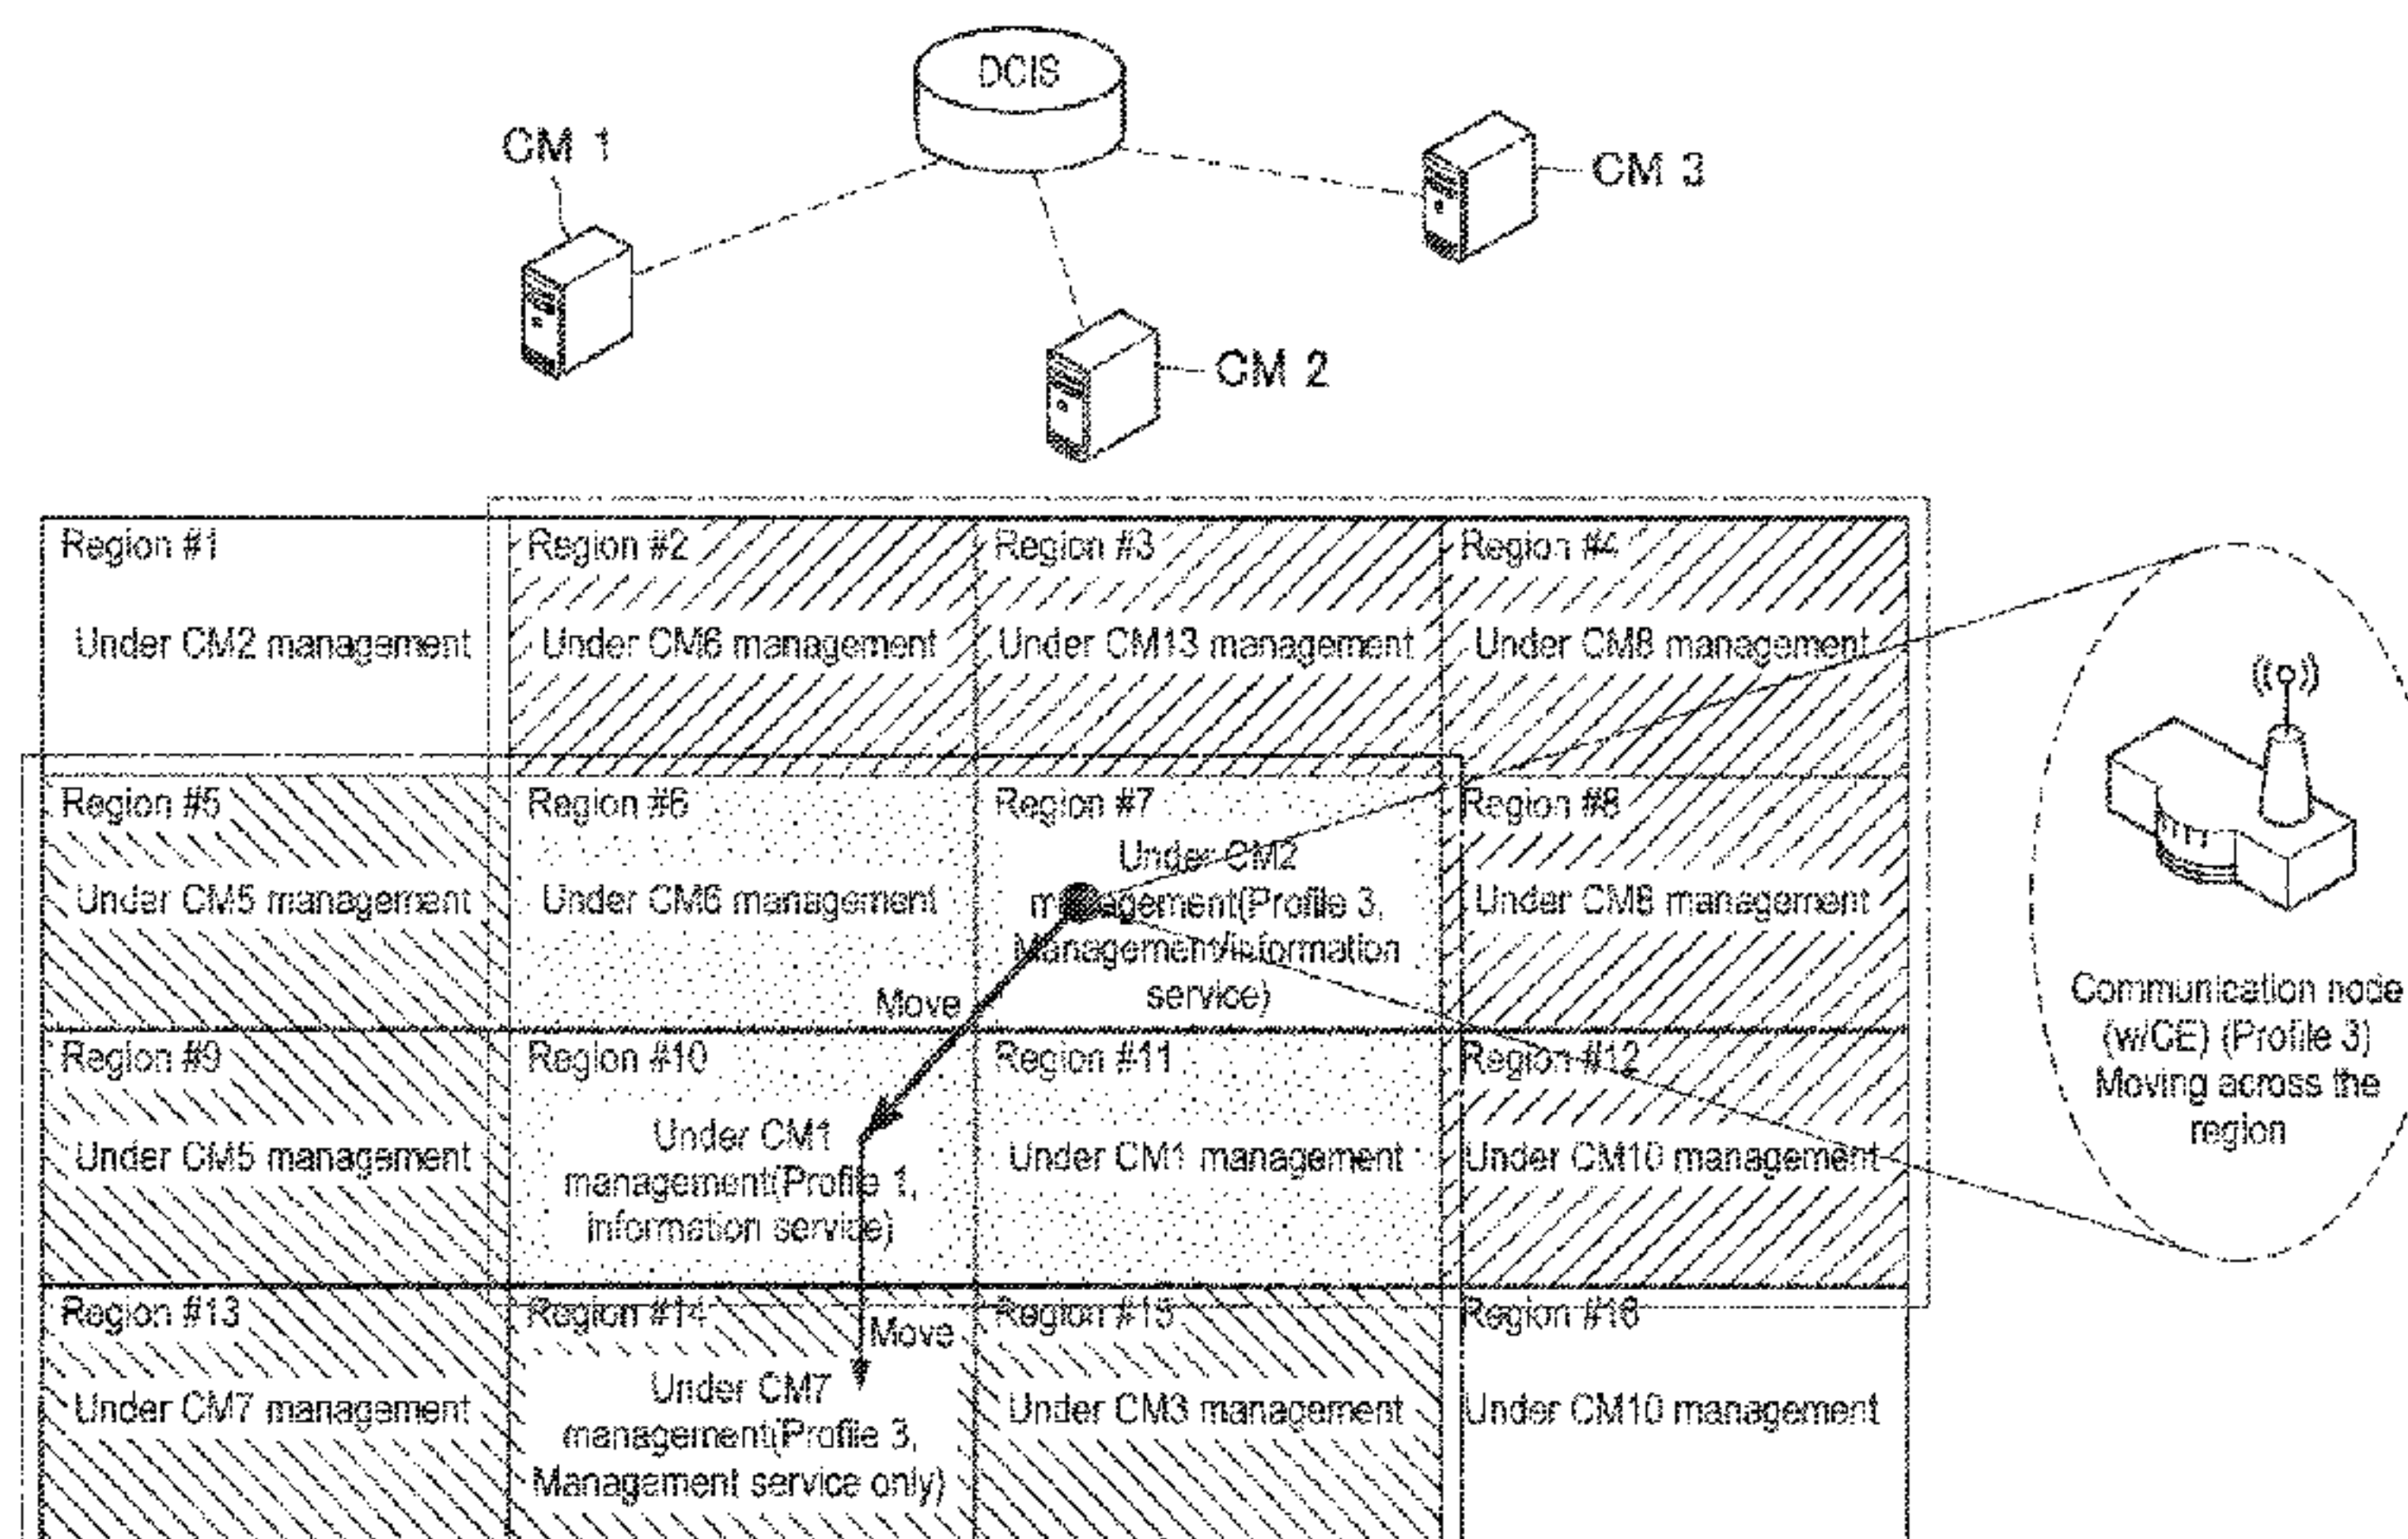 DCIS
CM 1
CM 3
CM 2
Region #1
Region #2
Region #3
Region #4
Under CM2 management
Under CM6 management
Under CM13 management
Under CM8 management
Region #5
Region #6
Region #7
Region #8
Under CM5 management
Under CM6 management
Under CM2
management(Profile 3,
Management/information
service)
Under CM8 management
Move
Region #9
Region #10
Region #11
Region #12
Under CM5 management
Under CM1
management(Profile 1,
information service)
Under CM1 management
Under CM10 management
Region #13
Region #14
Region #15
Region #16
Move
Under CM7 management
Under CM7
management(Profile 3,
Management service only)
Under CM3 management
Under CM10 management
Communication node
(w/CE) (Profile 3)
Moving across the
region